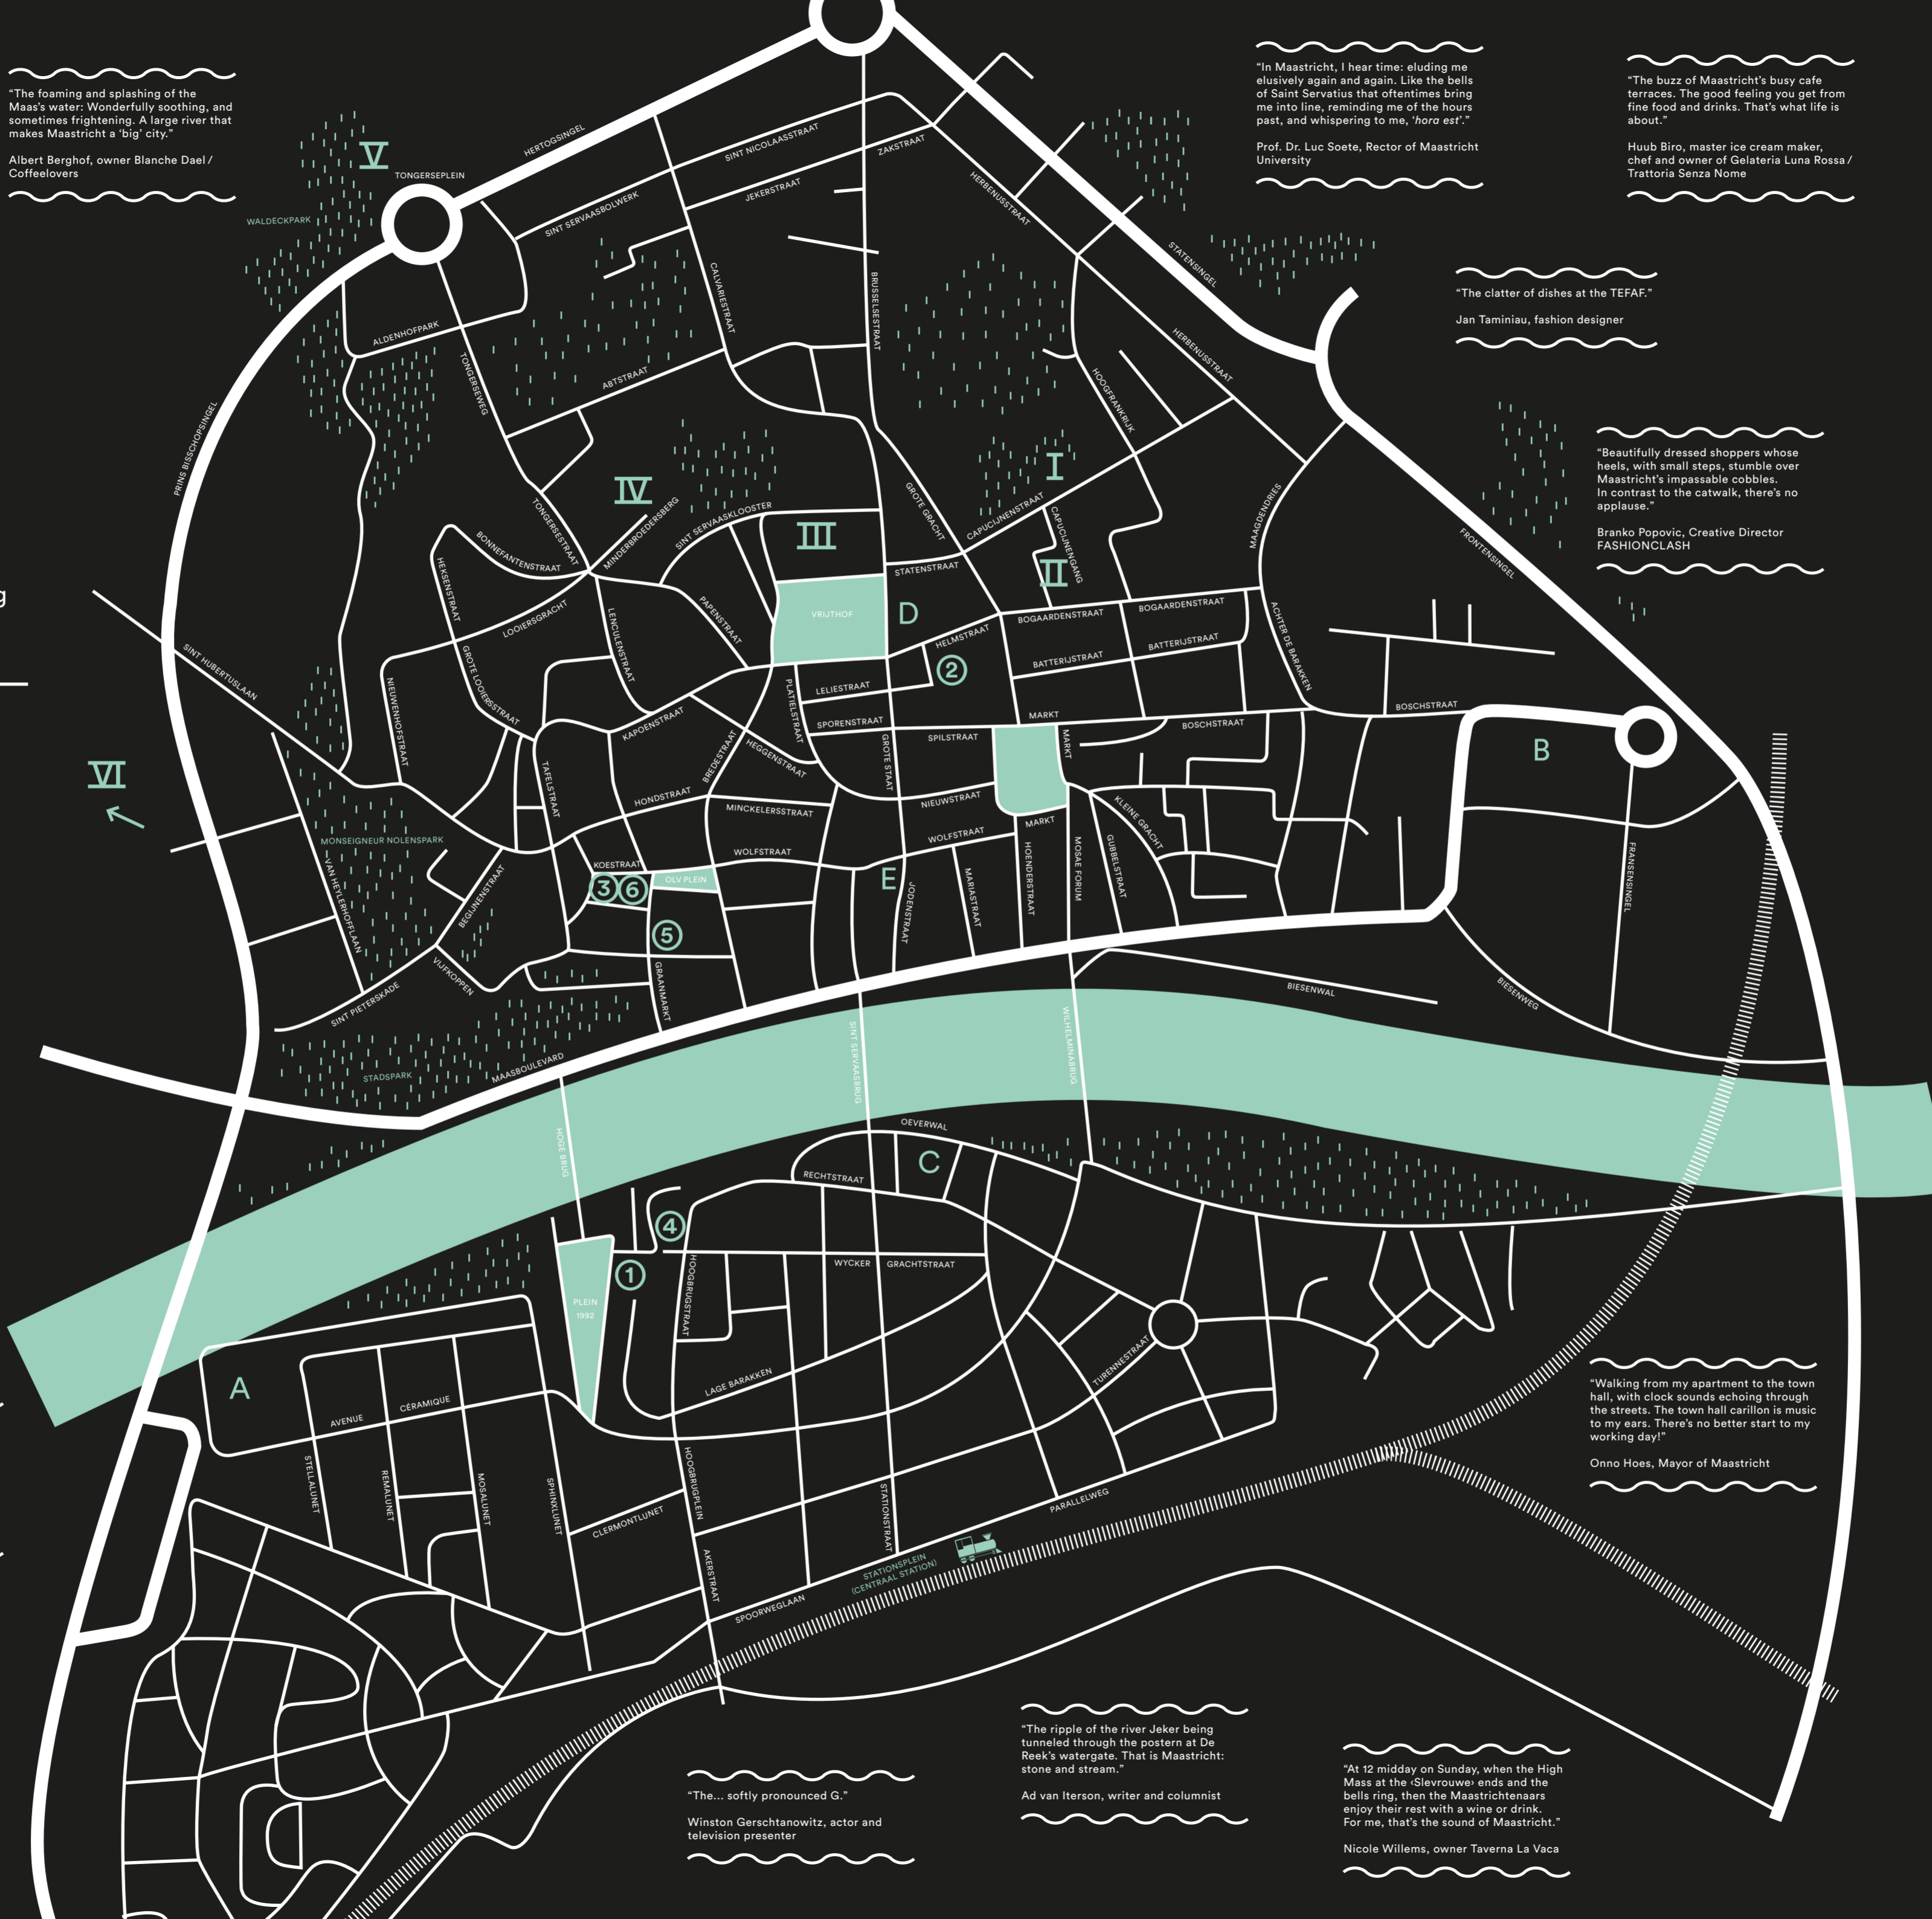 “The foaming and splashing of the
Maas’s water: Wonderfully soothing, and
sometimes frightening. A large river that
makes Maastricht a ‘big’ city.”
Albert Berghof, owner Blanche Dael /
Coffeelovers
“In Maastricht, I hear time: eluding me
elusively again and again. Like the bells
of Saint Servatius that oftentimes bring
me into line, reminding me of the hours
past, and whispering to me, ‘hora est’.”
Prof. Dr. Luc Soete, Rector of Maastricht
University
“The buzz of Maastricht’s busy cafe
terraces. The good feeling you get from
fine food and drinks. That’s what life is
about.”
Huub Biro, master ice cream maker,
chef and owner of Gelateria Luna Rossa /
Trattoria Senza Nome
“The clatter of dishes at the TEFAF.”
Jan Taminiau, fashion designer
“Beautifully dressed shoppers whose
heels, with small steps, stumble over
Maastricht’s impassable cobbles.
In contrast to the catwalk, there’s no
applause.”
Branko Popovic, Creative Director
FASHIONCLASH
HERTOGSINGEL
V
TONGERSEPLEIN
WALDECKPARK
SINT NICOLAASSTRAAT
ZAKSTRAAT
JEKERSTRAAT
SINT SERVAASBOLWERK
HERBENUSSTRAAT
STATENSINGEL
CALVARIESTRAAT
BRUSSELSESTRAAT
ALDENHOFPARK
TONGERSEWEG
ABTSTRAAT
HERBENUSSTRAAT
HOOGFRANKRIJK
PRINS BISSCHOPSINGEL
I
IV
III
II
GROTE GRACHT
CAPUCIJNENSTRAAT
CAPUCIJNENGANG
MAAGDENDRIES
FRONTENSINGEL
TONGERSESTRAAT
MINDERBROEDERSBERG
SINT SERVAASKLOOSTER
BONNEFANTENSTRAAT
STATENSTRAAT
HEKSENSTRAAT
LOOIERSGRACHT
LENCULENSTRAAT
PAPENSTRAAT
VRIJTHOF
D
HELMSTRAAT
BOGAARDENSTRAAT
BOGAARDENSTRAAT
BATTERIJSTRAAT
BATTERIJSTRAAT
ACHTER DE BARAKKEN
2
SINT HUBERTUSLAAN
GROTE LOOIERSSTRAAT
NIEUWENHOFSTRAAT
PLATIELSTRAAT
LELIESTRAAT
SPORENSTRAAT
SPILSTRAAT
MARKT
MARKT
BOSCHSTRAAT
BOSCHSTRAAT
B
KAPOENSTRAAT
HEGGENSTRAAT
BREDESTRAAT
GROTE STAAT
TAFELSTRAAT
HONDSTRAAT
MINCKELERSSTRAAT
NIEUWSTRAAT
MARKT
KLEINE GRACHT
VI
WOLFSTRAAT
WOLFSTRAAT
MONSEIGNEUR NOLENSPARK
VAN HEYLERHOFFLAAN
BEGIJNENSTRAAT
KOESTRAAT
OLV PLEIN
3
6
E
JODENSTRAAT
MARIASTRAAT
HOENDERSTRAAT
MOSAE FORUM
GUBBELSTRAAT
FRANSENSINGEL
5
VIJFKOPPEN
GRAANMARKT
SINT PIETERSKADE
BIESENWAL
BIESENWEG
STADSPARK
MAASBOULEVARD
SINT SERVAASBRUG
WILHELMINABRUG
HOGE BRUG
OEVERWAL
C
RECHTSTRAAT
4
1
WYCKER GRACHTSTRAAT
HOOGBRUGSTRAAT
PLEIN
1992
LAGE BARAKKEN
TURENNESTRAAT
A
AVENUE CÉRAMIQUE
STELLALUNET
REMALUNET
MOSALUNET
SPHINXLUNET
CLERMONTLUNET
HOOGBRUGPLEIN
STATIONSTRAAT
PARALLELWEG
STATIONSPLEIN
(CENTRAAL STATION)
AKERSTRAAT
SPOORWEGLAAN
“Walking from my apartment to the town
hall, with clock sounds echoing through
the streets. The town hall carillon is music
to my ears. There’s no better start to my
working day!”
Onno Hoes, Mayor of Maastricht
“The... softly pronounced G.”
Winston Gerschtanowitz, actor and
television presenter
“The ripple of the river Jeker being
tunneled through the postern at De
Reek’s watergate. That is Maastricht:
stone and stream.”
Ad van Iterson, writer and columnist
“At 12 midday on Sunday, when the High
Mass at the ‹Slevrouwe› ends and the
bells ring, then the Maastrichtenaars
enjoy their rest with a wine or drink.
For me, that’s the sound of Maastricht.”
Nicole Willems, owner Taverna La Vaca